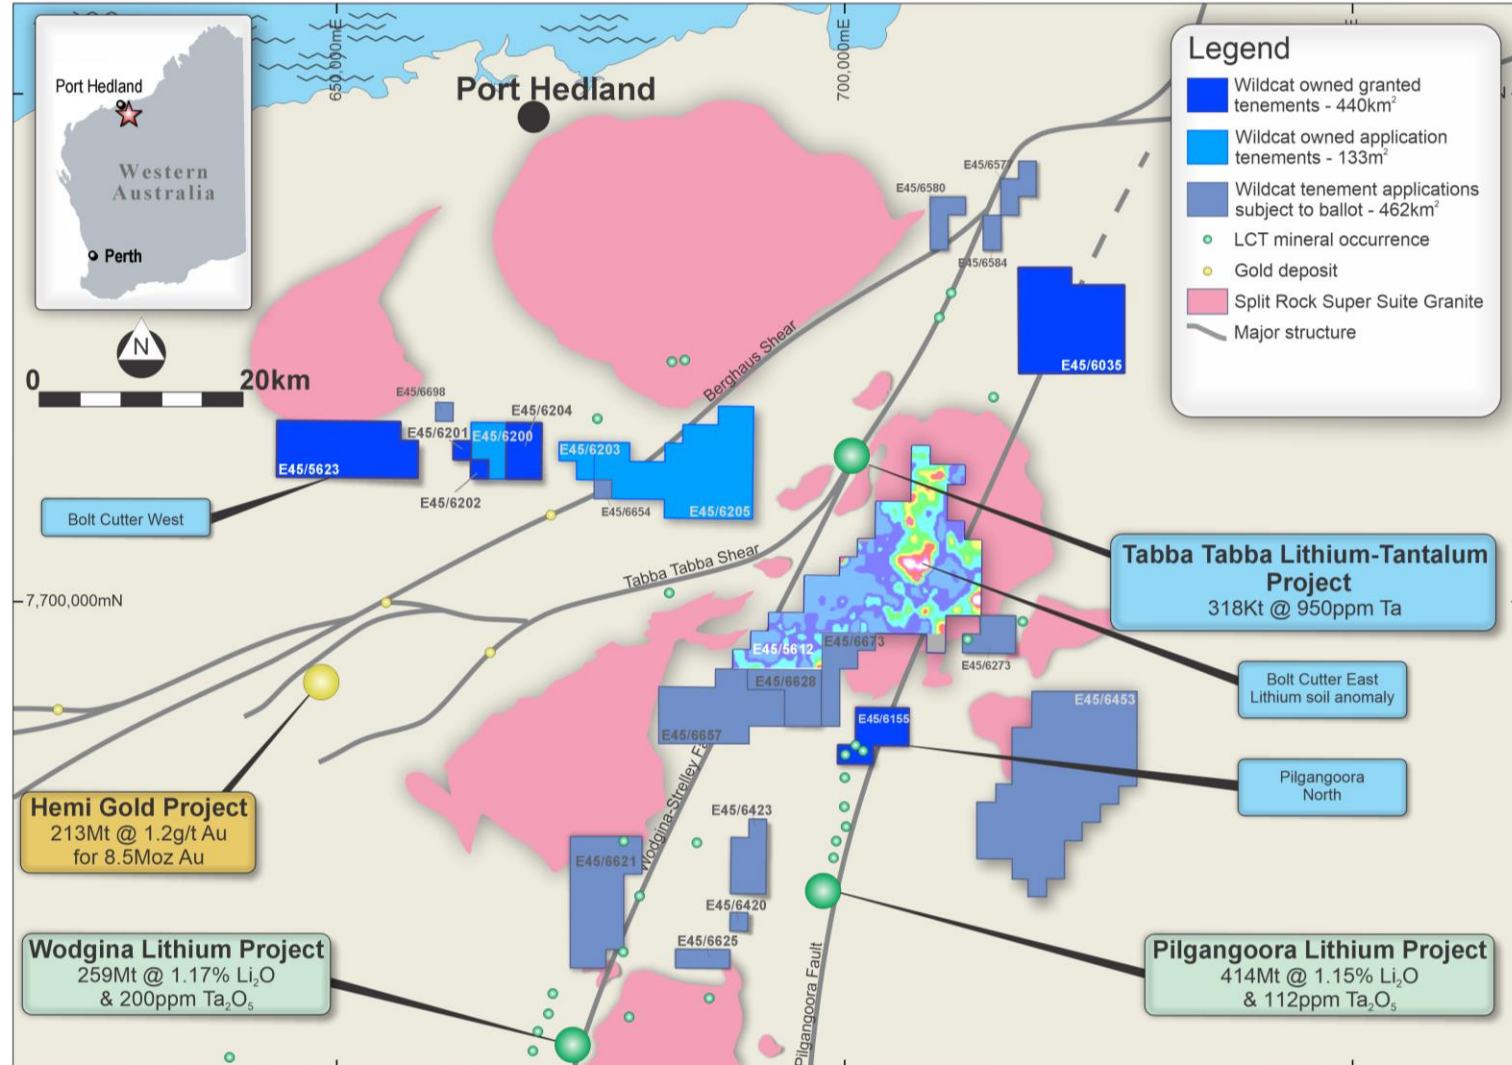 650,000mE
700,000mE
Port Hedland
Port Hedland
Western
Australia
Perth
N
0
20km
Legend
Wildcat owned granted
tenements - 440km²
Wildcat owned application
tenements - 133m²
Wildcat tenement applications
subject to ballot - 462km²
LCT mineral occurrence
Gold deposit
Split Rock Super Suite Granite
Major structure
E45/6580
E45/6577
E45/6584
E45/6035
Berghaus Shear
E45/6698
E45/6204
E45/6201
E45/6200
E45/6203
E45/5623
E45/6202
E45/6654
E45/6205
Bolt Cutter West
Tabba Tabba Shear
Tabba Tabba Lithium-Tantalum
Project
318Kt @ 950ppm Ta
7,700,000mN
E45/5612
E45/6673
E45/6273
E45/6628
E45/6657
E45/6155
E45/6453
Bolt Cutter East
Lithium soil anomaly
Pilgangoora
North
Hemi Gold Project
213Mt @ 1.2g/t Au
for 8.5Moz Au
Wodgina-Strelley
E45/6423
E45/6621
E45/6420
E45/6625
Wodgina Lithium Project
259Mt @ 1.17% Li₂O
& 200ppm Ta₂O₅
Pilgangoora Fault
Pilgangoora Lithium Project
414Mt @ 1.15% Li₂O
& 112ppm Ta₂O₅